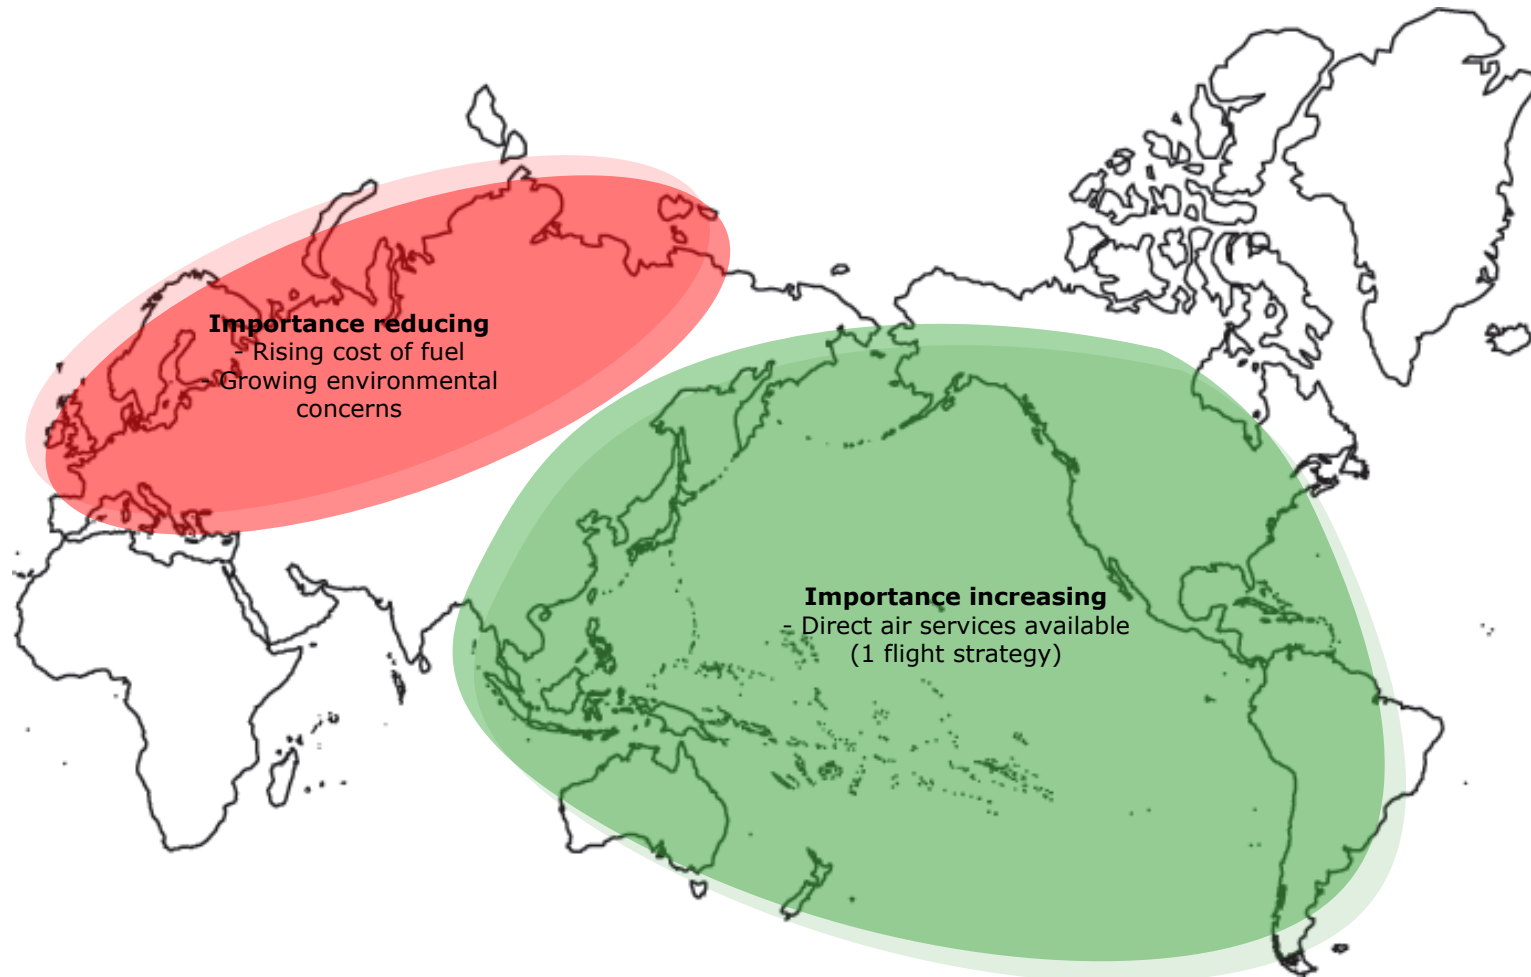 Importance reducing
- Rising cost of fuel
- Growing environmental
concerns
Importance increasing
- Direct air services available
(1 flight strategy)